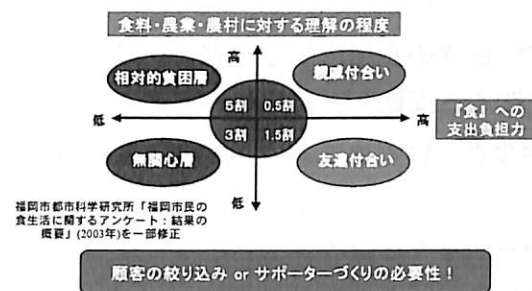 食料・農業・農村に対する理解の程度
高
相対的貧困層
親戚付合い
5割 0.5割
低
高
『食』への
支出負担力
3割 1.5割
無関心層
友達付合い
低
福岡市都市科学研究所「福岡市民の
食生活に関するアンケート:結果の
概要」(2003年)を一部修正
顧客の絞り込み or サポーターづくりの必要性!